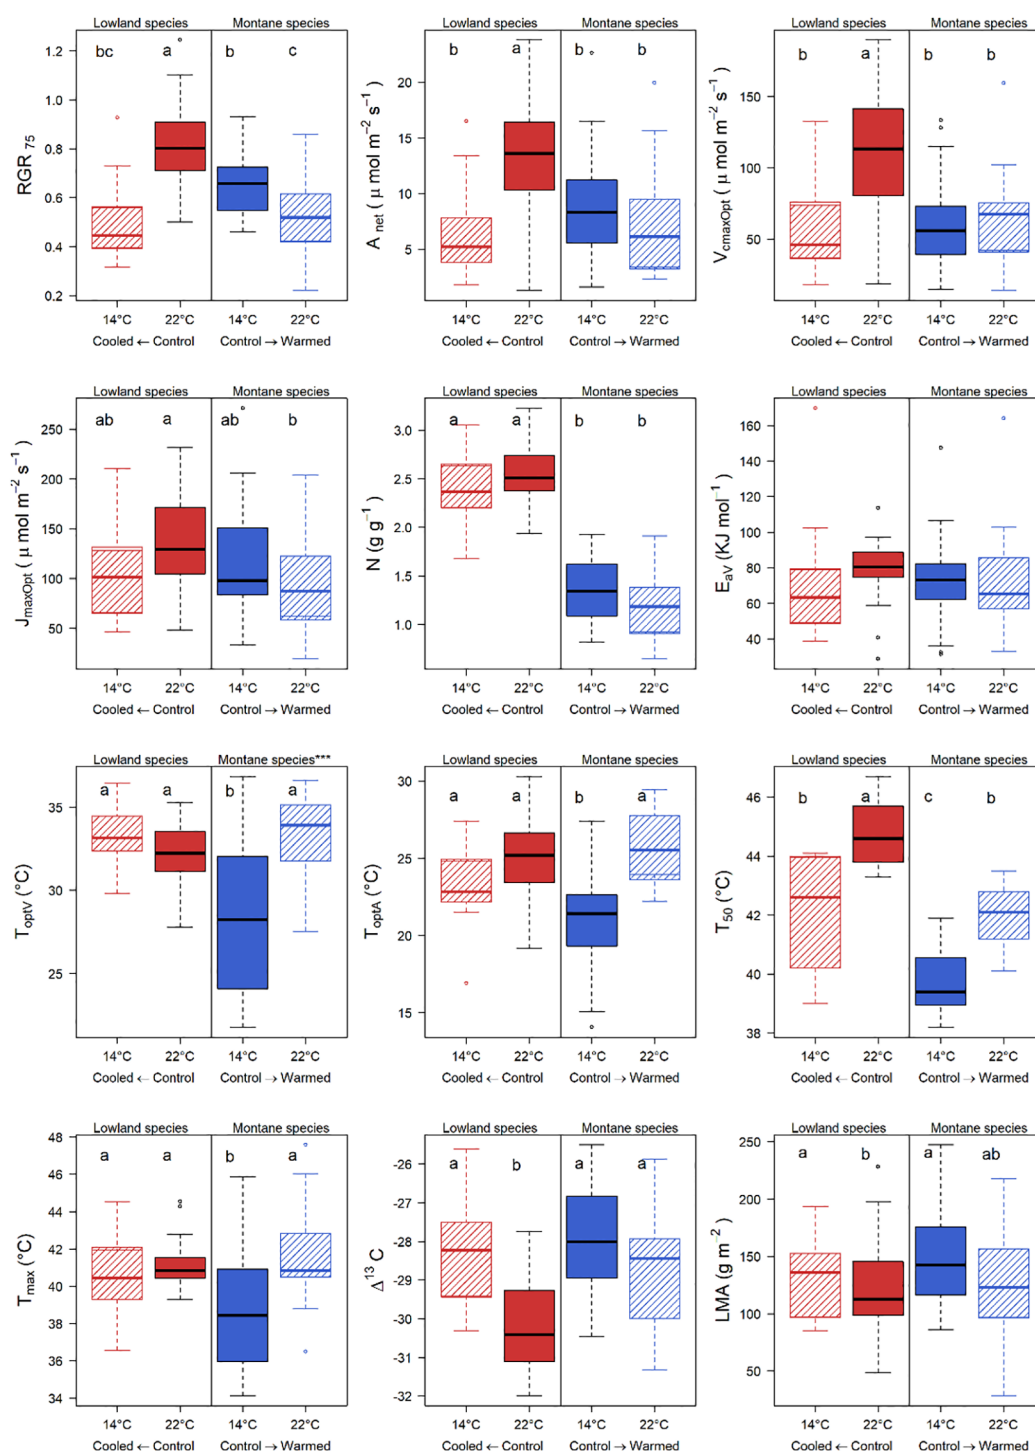 Lowland species Montane species
bc a b c
RGR 75
1.2
1.0
0.8
0.6
0.4
0.2
14°C 22°C 14°C 22°C
Cooled ← Control Control → Warmed
Lowland species Montane species
b a b b
A net ( μ mol m−2 s−1)
20
15
10
5
14°C 22°C 14°C 22°C
Cooled ← Control Control → Warmed
Lowland species Montane species
b a b b
VcmaxOpt ( μ mol m−2 s−1)
150
100
50
14°C 22°C 14°C 22°C
Cooled ← Control Control → Warmed
Lowland species Montane species
ab a ab b
JmaxOpt ( μ mol m−2 s−1)
250
200
150
100
50
14°C 22°C 14°C 22°C
Cooled ← Control Control → Warmed
Lowland species Montane species
a a b b
N (g g−1)
3.0
2.5
2.0
1.5
1.0
14°C 22°C 14°C 22°C
Cooled ← Control Control → Warmed
Lowland species Montane species
EaV (KJ mol−1)
160
140
120
100
80
60
40
14°C 22°C 14°C 22°C
Cooled ← Control Control → Warmed
Lowland species Montane species***
a a b a
ToptV (°C)
35
30
25
14°C 22°C 14°C 22°C
Cooled ← Control Control → Warmed
Lowland species Montane species
a a b a
ToptA (°C)
30
25
20
15
14°C 22°C 14°C 22°C
Cooled ← Control Control → Warmed
Lowland species Montane species
b a c b
T50 (°C)
46
44
42
40
38
14°C 22°C 14°C 22°C
Cooled ← Control Control → Warmed
Lowland species Montane species
a a b a
Tmax (°C)
48
46
44
42
40
38
36
34
14°C 22°C 14°C 22°C
Cooled ← Control Control → Warmed
Lowland species Montane species
a b a a
Δ13 C
-26
-27
-28
-29
-30
-31
-32
14°C 22°C 14°C 22°C
Cooled ← Control Control → Warmed
Lowland species Montane species
a b a ab
LMA (g m−2)
250
200
150
100
50
14°C 22°C 14°C 22°C
Cooled ← Control Control → Warmed